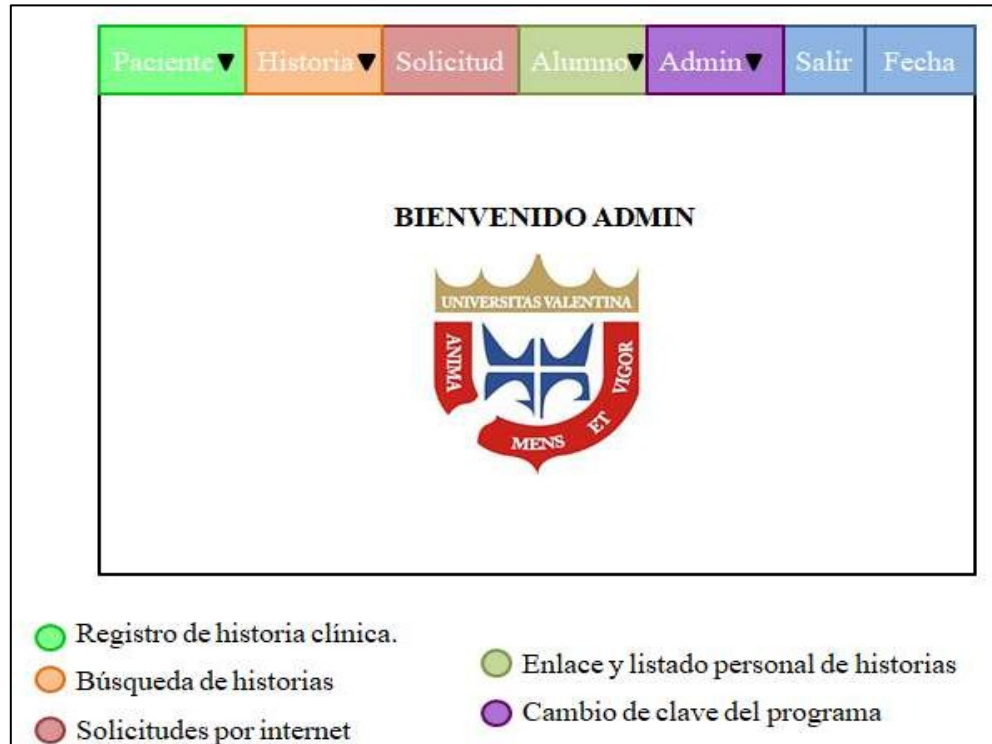 Paciente Historia Solicitud Alumno Admin Salir Fecha
BIENVENIDO ADMIN
UNIVERSITAS VALENTINA
ANIMA
MENS ET VIGOR
Registro de historia clínica.
Búsqueda de historias
Solicitudes por internet
Enlace y listado personal de historias
Cambio de clave del programa